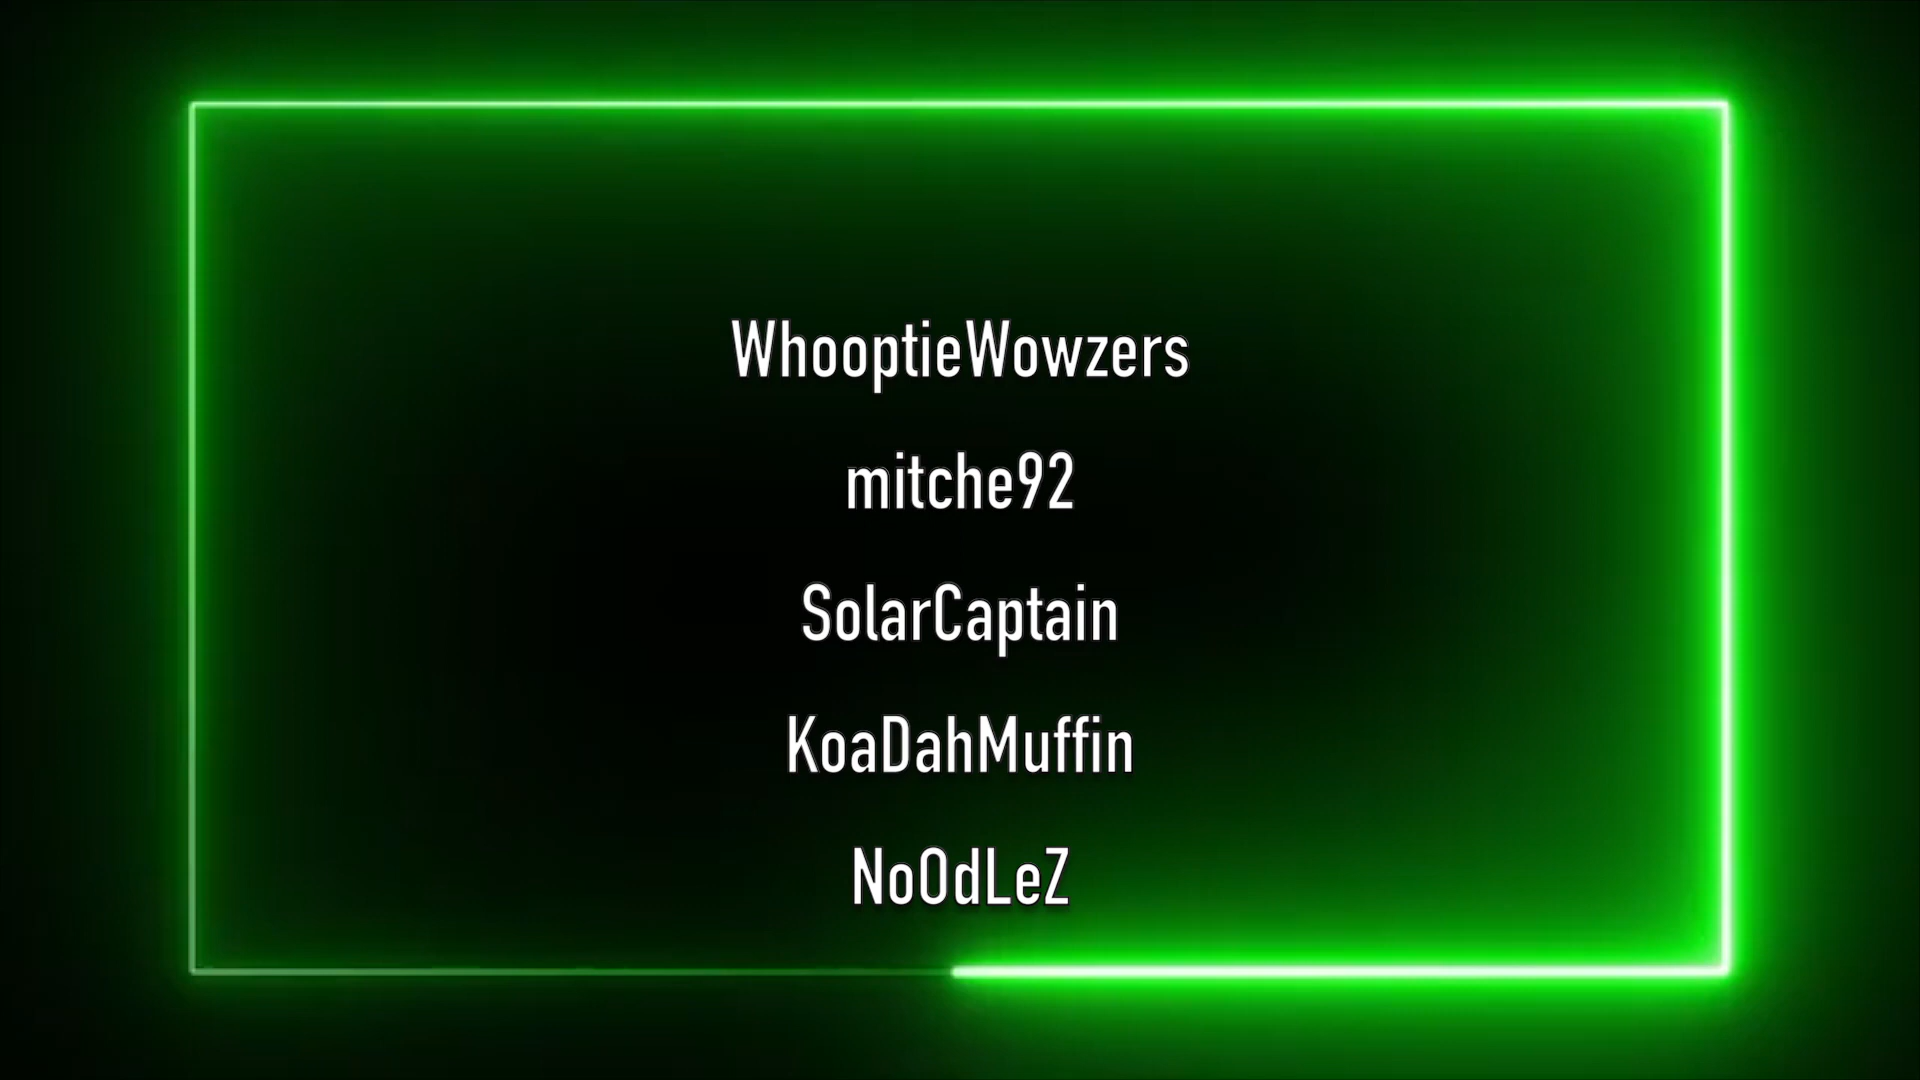 WhooptieWowzers
mitche92
SolarCaptain
KoaDahMuffin
NoOdLeZ